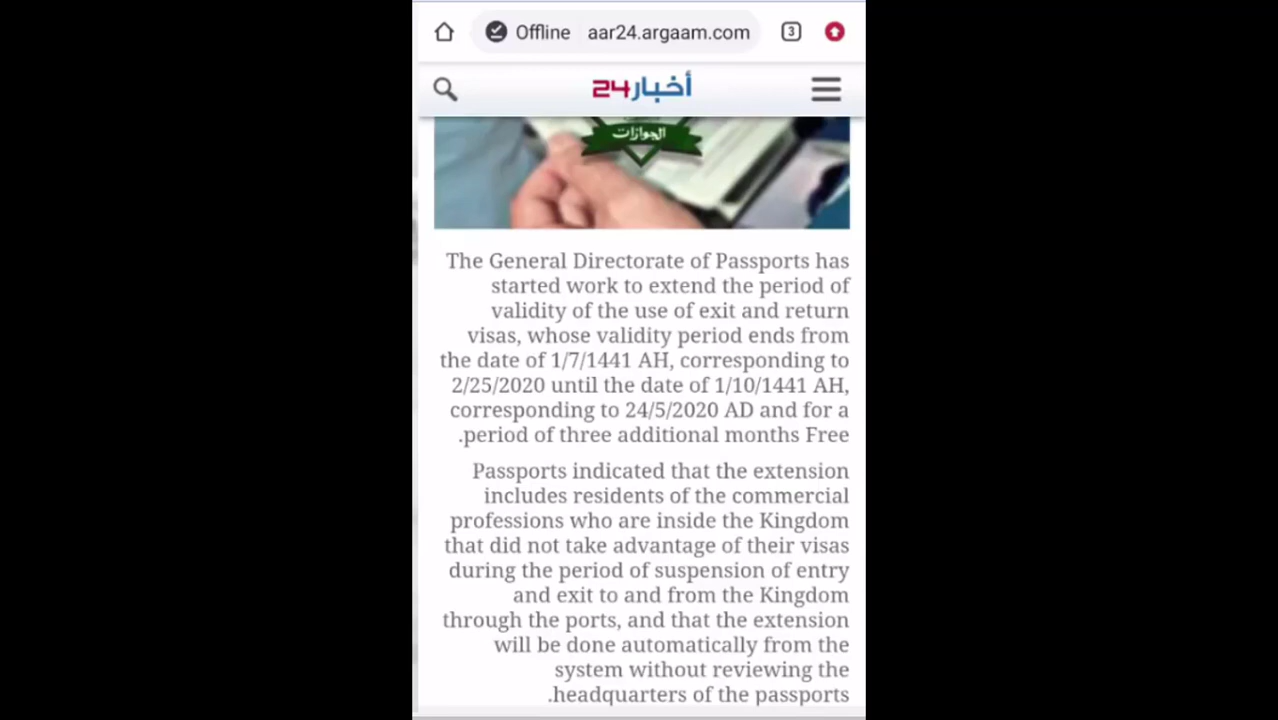 Offline aar24.argaam.com 3
أخبار24
الجوازات
The General Directorate of Passports has
started work to extend the period of
validity of the use of exit and return
visas, whose validity period ends from
the date of 1/7/1441 AH, corresponding to
2/25/2020 until the date of 1/10/1441 AH,
corresponding to 24/5/2020 AD and for a
.period of three additional months Free
Passports indicated that the extension
includes residents of the commercial
professions who are inside the Kingdom
that did not take advantage of their visas
during the period of suspension of entry
and exit to and from the Kingdom
through the ports, and that the extension
will be done automatically from the
system without reviewing the
.headquarters of the passports